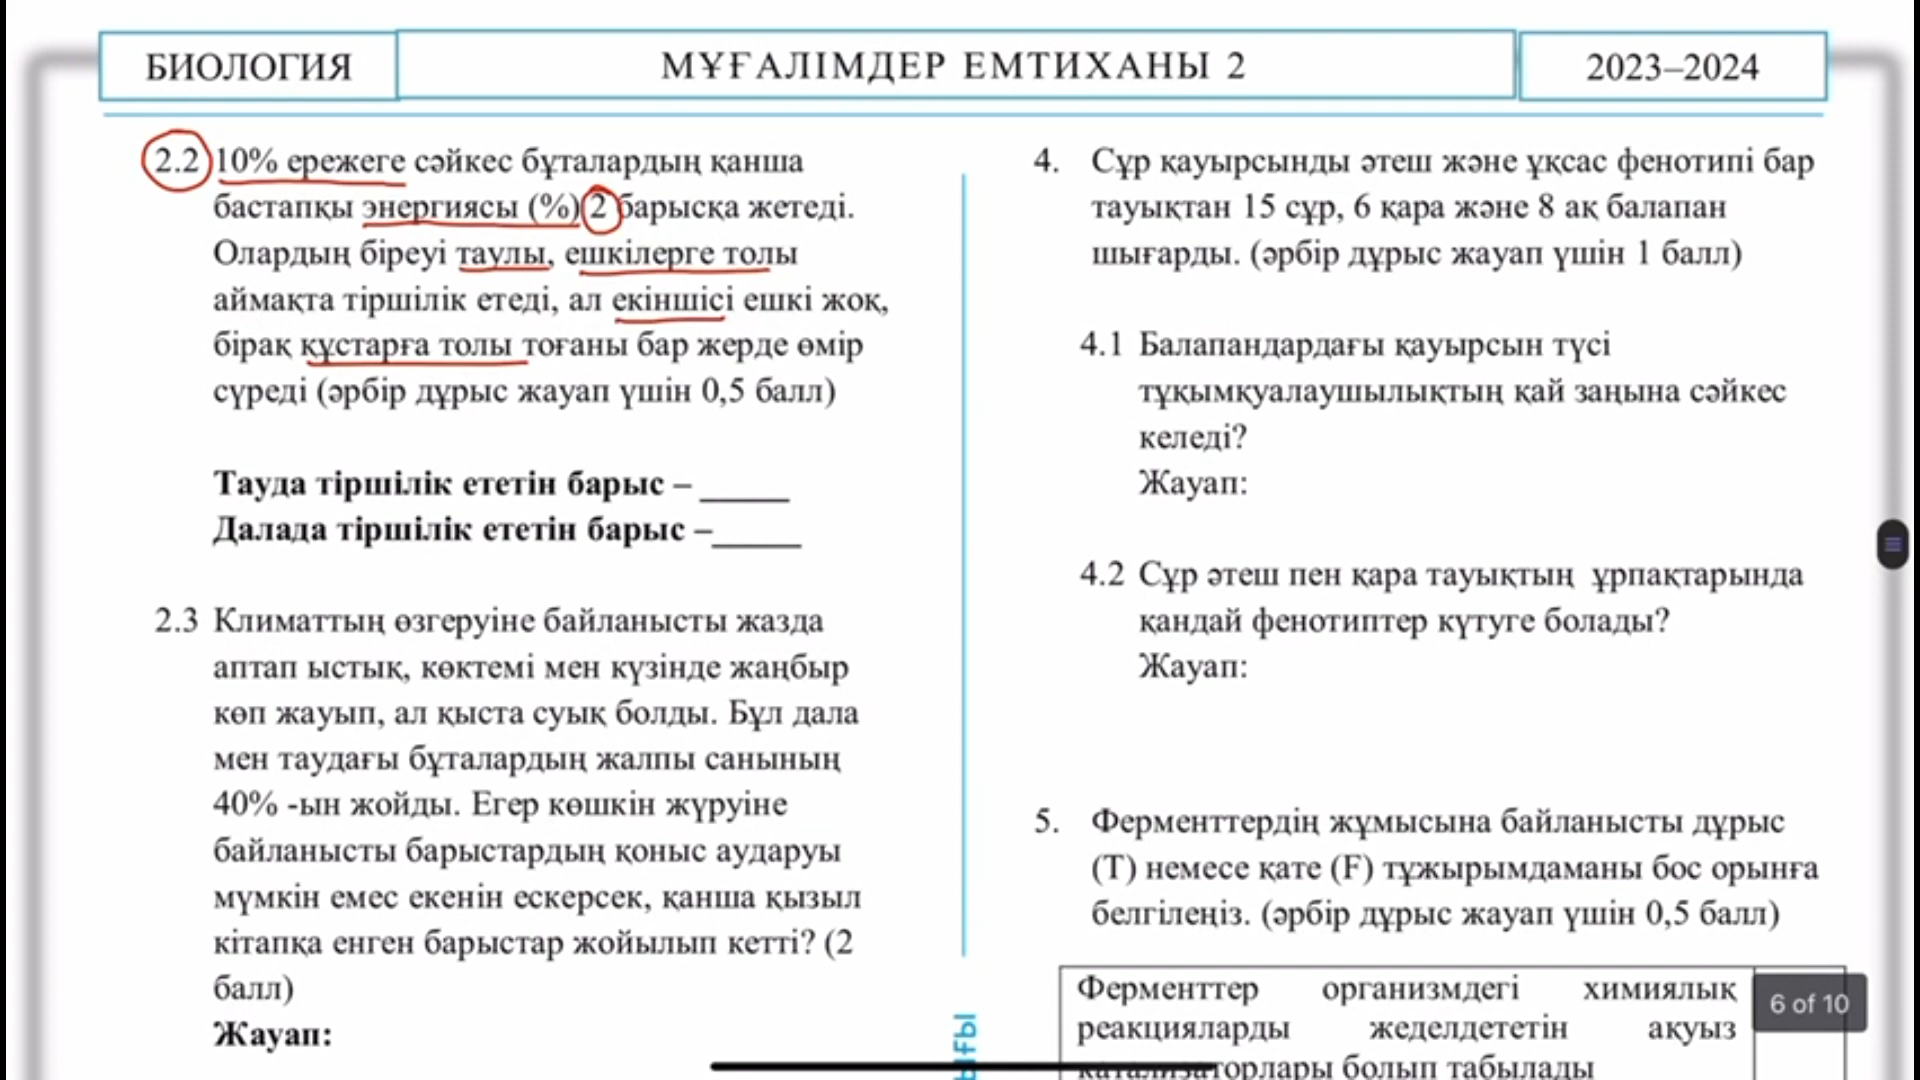 БИОЛОГИЯ
МҰҒАЛІМДЕР ЕМТИХАНЫ 2
2023–2024
2.2 10% ережеге сәйкес бұталардың қанша
бастапқы энергиясы (%) 2 барысқа жетеді.
Олардың біреуі таулы, ешкілерге толы
аймақта тіршілік етеді, ал екіншісі ешкі жоқ,
бірақ құстарға толы тоғаны бар жерде өмір
сүреді (әрбір дұрыс жауап үшін 0,5 балл)
Тауда тіршілік ететін барыс – _____
Далада тіршілік ететін барыс –_____
2.3 Климаттың өзгеруіне байланысты жазда
аптап ыстық, көктемі мен күзінде жаңбыр
көп жауып, ал қыста суық болды. Бұл дала
мен таудағы бұталардың жалпы санының
40% -ын жойды. Егер көшкін жүруіне
байланысты барыстардың қоныс аударуы
мүмкін емес екенін ескерсек, қанша қызыл
кітапқа енген барыстар жойылып кетті? (2
балл)
Жауап:
4. Сұр қауырсынды әтеш және ұқсас фенотипі бар
тауықтан 15 сұр, 6 қара және 8 ақ балапан
шығарды. (әрбір дұрыс жауап үшін 1 балл)
4.1 Балапандардағы қауырсын түсі
тұқымқуалаушылықтың қай заңына сәйкес
келеді?
Жауап:
4.2 Сұр әтеш пен қара тауықтың ұрпақтарында
қандай фенотиптер күтуге болады?
Жауап:
5. Ферменттердің жұмысына байланысты дұрыс
(Т) немесе қате (F) тұжырымдаманы бос орынға
белгілеңіз. (әрбір дұрыс жауап үшін 0,5 балл)
Ферменттер организмдегі химиялық
реакцияларды жеделдететін ақуыз
катализаторлары болып табылады
6 of 10